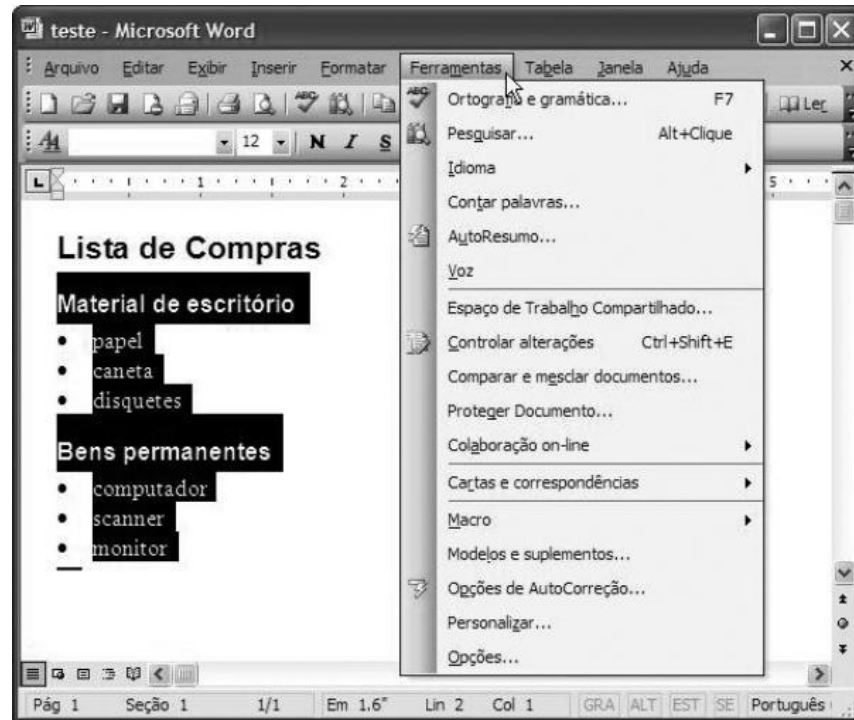 teste - Microsoft Word
Arquivo Editar Exibir Inserir Formatar Ferramentas Tabela Janela Ajuda
12 N I S Ler
1 2 5
Lista de Compras
Material de escritório
• papel
• caneta
• disquetes
Bens permanentes
• computador
• scanner
• monitor
Ortografia e gramática... F7
Pesquisar... Alt+Clique
Idioma
Contar palavras...
AutoResumo...
Voz
Espaço de Trabalho Compartilhado...
Controlar alterações Ctrl+Shift+E
Comparar e mesclar documentos...
Proteger Documento...
Colaboração on-line
Cartas e correspondências
Macro
Modelos e suplementos...
Opções de AutoCorreção...
Personalizar...
Opções...
Pág 1 Seção 1 1/1 Em 1.6" Lin 2 Col 1 GRA ALT EST SE Português